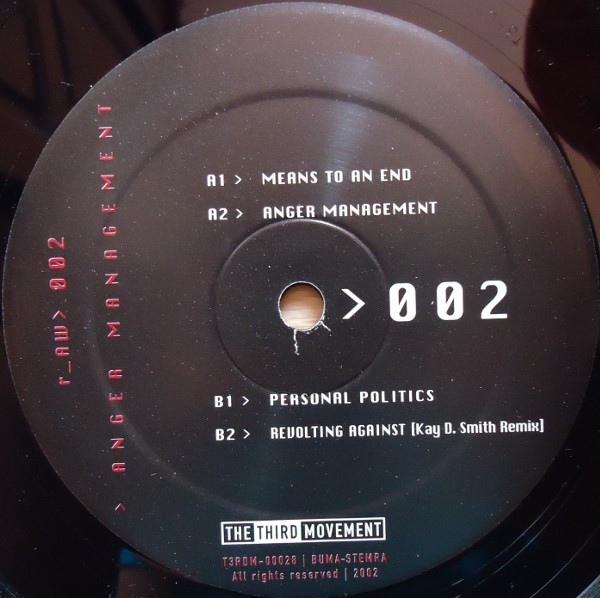 A1 > MEANS TO AN END
A2 > ANGER MANAGEMENT
> 002
B1 > PERSONAL POLITICS
B2 > REVOLTING AGAINST [Kay D. Smith Remix]
r_AW> 002
> ANGER MANAGEMENT
THE THIRD MOVEMENT
T3RDM-00028 | BUMA-STEMRA
All rights reserved | 2002